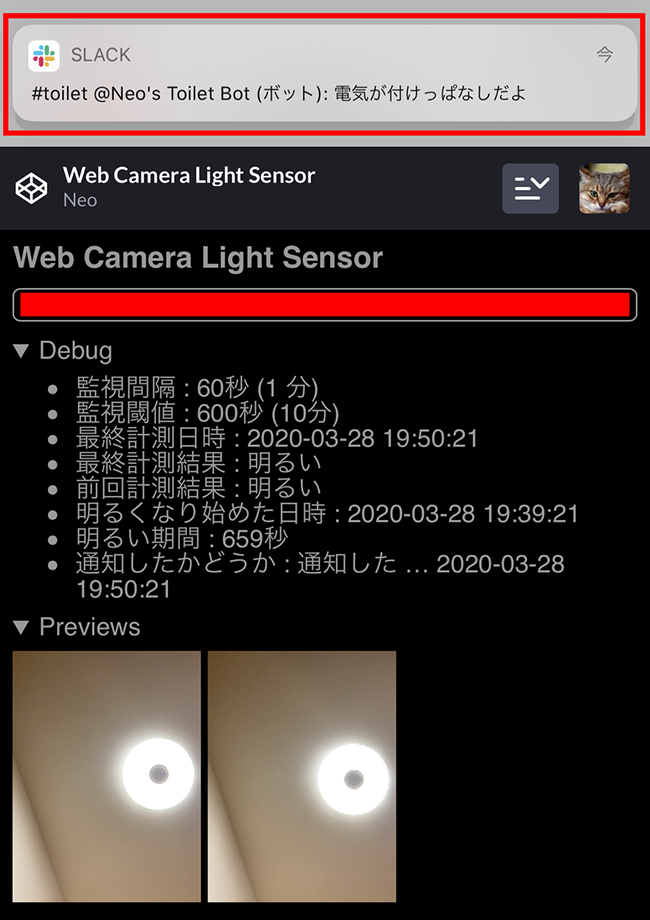 SLACK 今
#toilet @Neo's Toilet Bot (ボット): 電気が付けっぱなしだよ
Web Camera Light Sensor
Neo
Web Camera Light Sensor
▼ Debug
• 監視間隔 : 60秒 (1 分)
• 監視閾値 : 600秒 (10分)
• 最終計測日時 : 2020-03-28 19:50:21
• 最終計測結果 : 明るい
• 前回計測結果 : 明るい
• 明るくなり始めた日時 : 2020-03-28 19:39:21
• 明るい期間 : 659秒
• 通知したかどうか : 通知した … 2020-03-28
19:50:21
▼ Previews